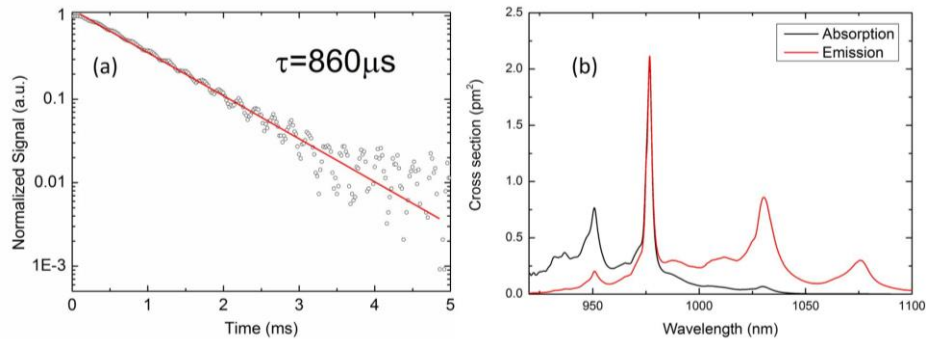 (a)
τ=860μs
Normalized Signal (a.u.)
1
0.1
0.01
1E-3
0 1 2 3 4 5
Time (ms)
(b)
Absorption
Emission
Cross section (pm²)
2.5
2.0
1.5
1.0
0.5
0.0
950 1000 1050 1100
Wavelength (nm)